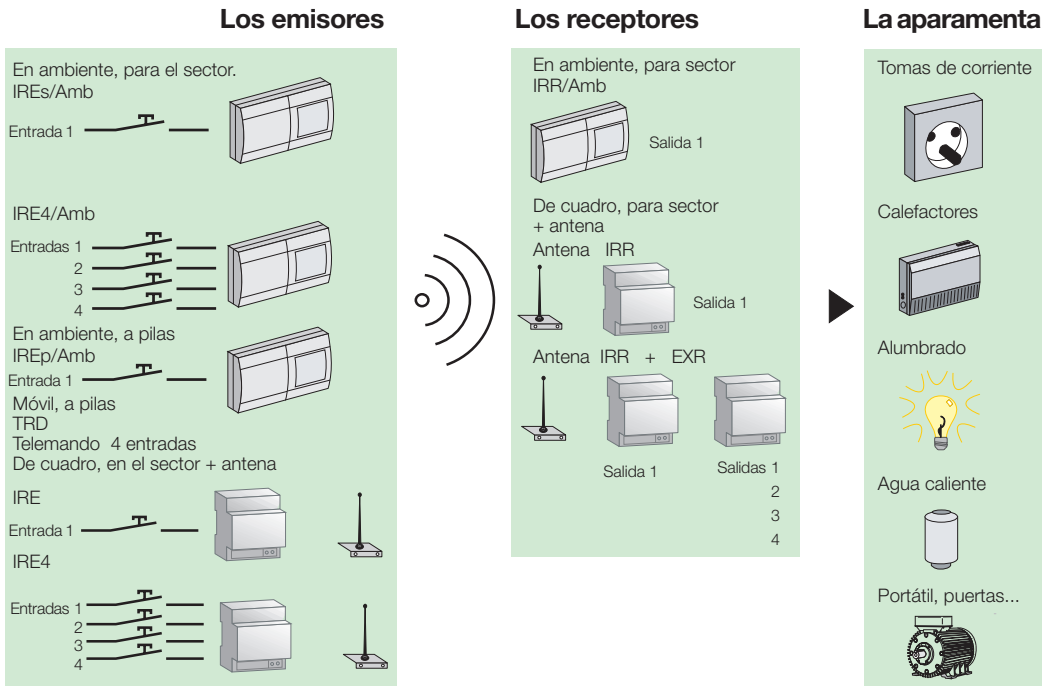 Los emisores
En ambiente, para el sector.
IREs/Amb
Entrada 1
IRE4/Amb
Entradas 1
2
3
4
En ambiente, a pilas
IREp/Amb
Entrada 1
Móvil, a pilas
TRD
Telemando 4 entradas
De cuadro, en el sector + antena
IRE
Entrada 1
IRE4
Entradas 1
2
3
4
Los receptores
En ambiente, para sector
IRR/Amb
Salida 1
De cuadro, para sector
+ antena
Antena IRR
Salida 1
Antena IRR + EXR
Salida 1
Salidas 1
2
3
4
La aparamenta
Tomas de corriente
Calefactores
Alumbrado
Agua caliente
Portátil, puertas...